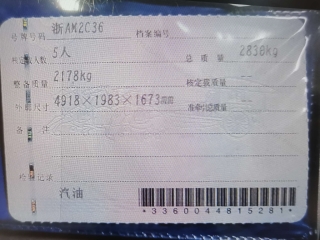 号牌号码 浙AM2C36 档案编号
核定载人数 5人 总质量 2838kg
整备质量 2178kg 核定载质量 --
外廓尺寸 4918×1983×1673mm 准牵引总质量 --
备注
检验记录
汽油
*3360044815281*